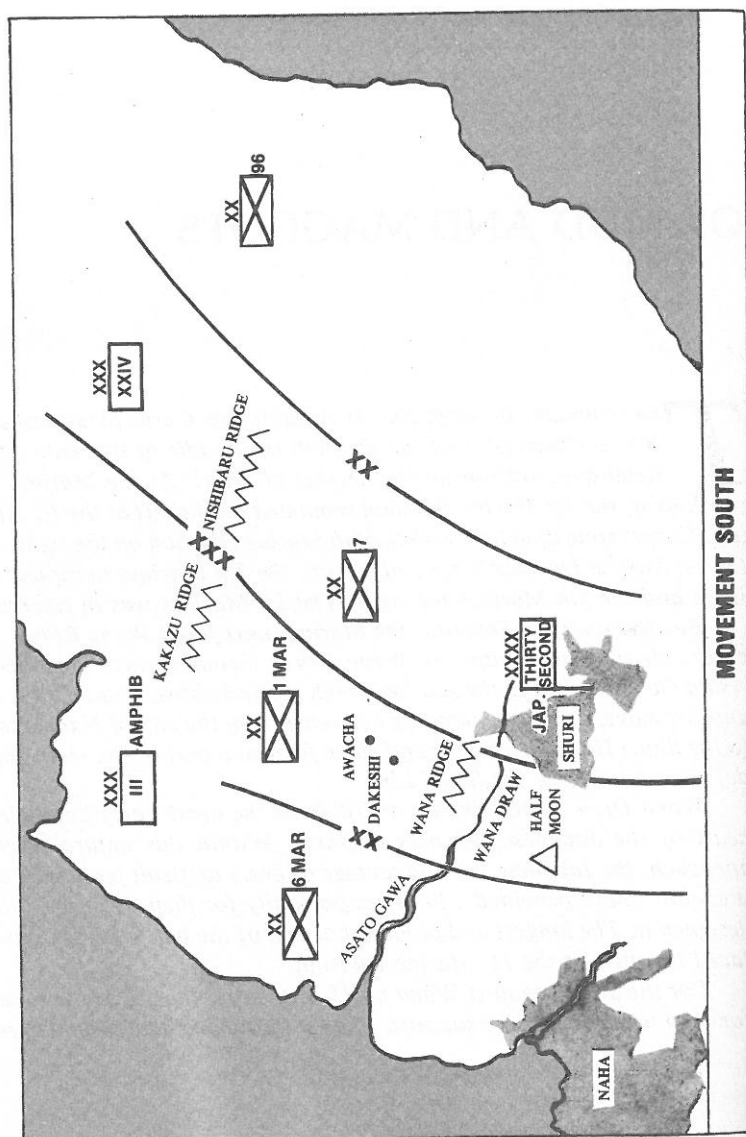 XXX
III AMPHIB
XXX
XXIV
XX
96
KAKAZU RIDGE
XXX
NISHIBARU RIDGE
XX
6 MAR
XX
1 MAR
XX
7
XX
XX
AWACHA
DAKESHI
ASATO GAWA
WANA RIDGE
WANA DRAW
HALF
MOON
XXXX
JAP
THIRTY
SECOND
SHURI
NAHA
MOVEMENT SOUTH